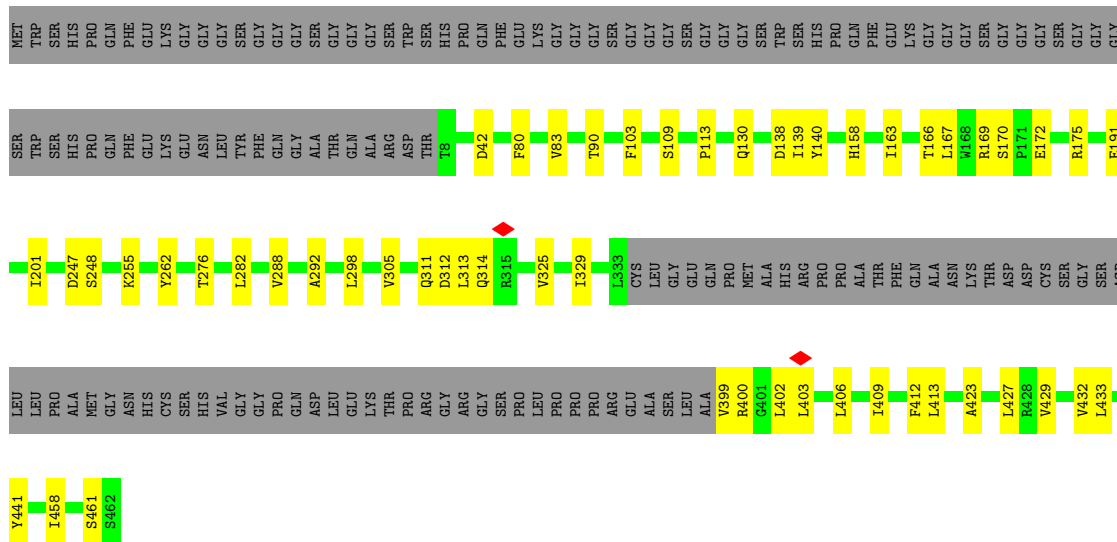 MET TRP SER HIS PRO GLN PHE GLU LYS GLY GLY GLY SER GLY GLY GLY GLY SER GLY GLY GLY SER TRP SER HIS PRO GLN PHE GLU LYS GLY GLY GLY SER GLY GLY GLY SER GLY GLY GLY SER TRP SER HIS PRO GLN PHE GLU LYS GLY GLY GLY SER GLY GLY GLY SER GLY GLY GLY GLY
SER TRP SER HIS PRO GLN PHE GLU LYS GLU ASN LEU TYR PHE GLN GLY ALA THR GLN ALA ARG ASP THR T8 D42 F80 V83 T90 F103 S109 P113 Q130 D138 I139 Y140 H158 I163 T166 L167 W168 R169 S170 P171 E172 R175 E191
I201 D247 S248 K255 Y262 T276 L282 V288 A292 L298 V305 Q311 D312 L313 Q314 R315 V325 I329 L333 CYS LEU GLY GLU GLN PRO MET ALA HIS ARG PRO PRO ALA THR PHE GLN ALA ASN LYS THR ASP ASP CYS SER GLY SER
LEU LEU PRO ALA MET GLY ASN HIS CYS SER HIS VAL GLY GLY PRO GLN ASP LEU GLU LYS THR PRO ARG GLY ARG GLY SER PRO LEU PRO PRO PRO ARG GLU ALA SER LEU ALA V399 R400 G401 L402 L403 L406 I409 F412 L413 A423 L427 R428 V429 V432 L433
Y441 I458 S461 S462